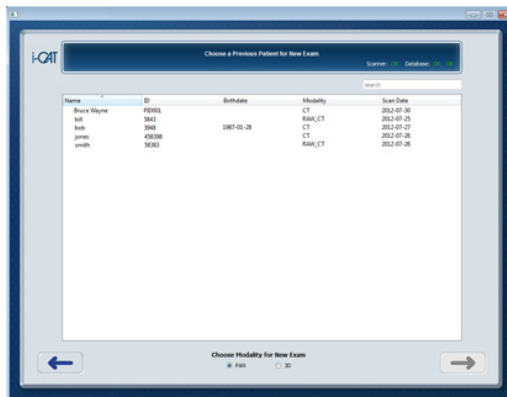 i-CAT
Choose a Previous Patient for New Exam
Scanner: OK Database: OK OK
search
Name ID Birthdate Modality Scan Date
Bruce Wayne PID001 CT 2012-07-30
bill 5843 RAW_CT 2012-07-25
bob 3948 1987-01-28 CT 2012-07-27
jones 458398 CT 2012-07-26
smith 58383 RAW_CT 2012-07-26
Choose Modality for New Exam
PAN 3D